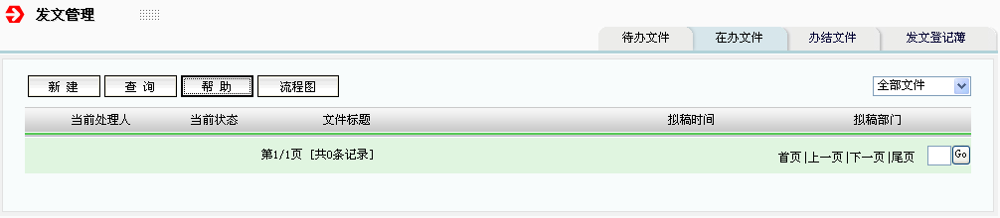 发文管理
待办文件 在办文件 办结文件 发文登记薄
新 建 查 询 帮 助 流程图 全部文件
当前处理人 当前状态 文件标题 拟稿时间 拟稿部门
第1/1页 [共0条记录] 首页|上一页|下一页|尾页 Go